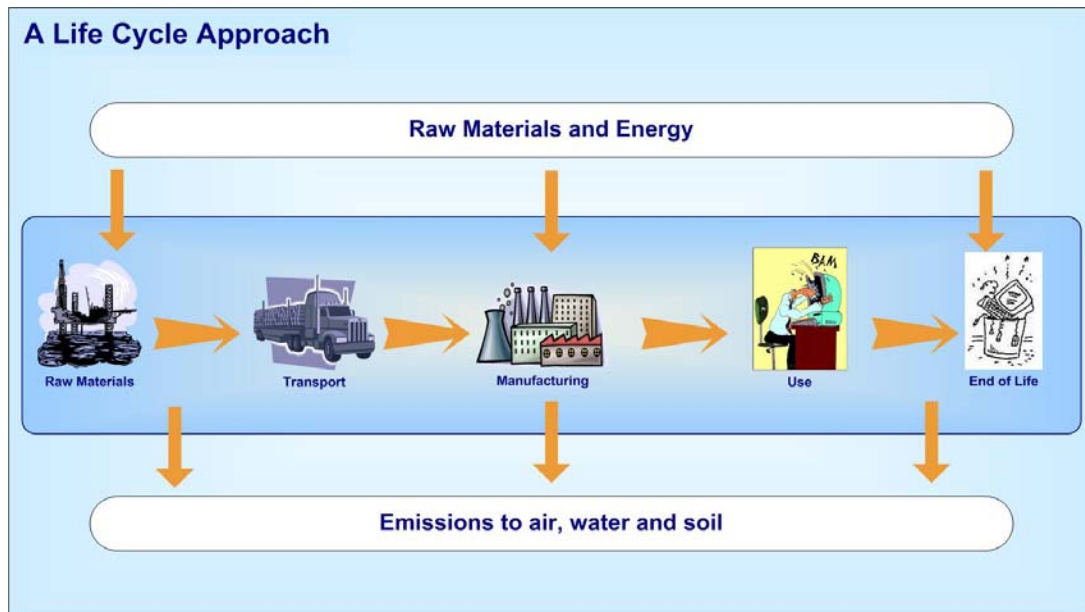 A Life Cycle Approach
Raw Materials and Energy
BAM
Raw Materials
Transport
Manufacturing
Use
End of Life
Emissions to air, water and soil